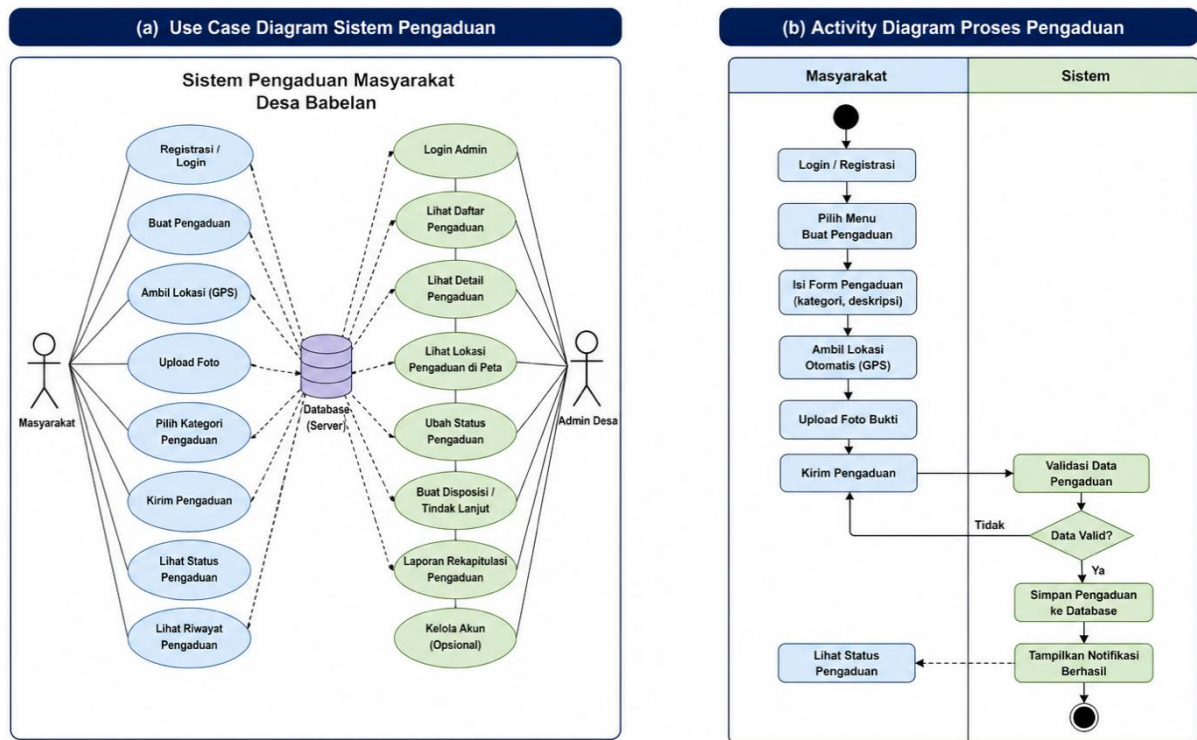 (a) Use Case Diagram Sistem Pengaduan
Sistem Pengaduan Masyarakat
Desa Babelan
Registrasi /
Login
Buat Pengaduan
Ambil Lokasi (GPS)
Upload Foto
Pilih Kategori
Pengaduan
Kirim Pengaduan
Lihat Status
Pengaduan
Lihat Riwayat
Pengaduan
Masyarakat
Database
(Server)
Login Admin
Lihat Daftar
Pengaduan
Lihat Detail
Pengaduan
Lihat Lokasi
Pengaduan di Peta
Ubah Status
Pengaduan
Buat Disposisi /
Tindak Lanjut
Laporan Rekapitulasi
Pengaduan
Kelola Akun
(Opsional)
Admin Desa
(b) Activity Diagram Proses Pengaduan
Masyarakat
Sistem
Login / Registrasi
Pilih Menu
Buat Pengaduan
Isi Form Pengaduan
(kategori, deskripsi)
Ambil Lokasi
Otomatis (GPS)
Upload Foto Bukti
Kirim Pengaduan
Validasi Data
Pengaduan
Tidak
Data Valid?
Ya
Simpan Pengaduan
ke Database
Lihat Status
Pengaduan
Tampilkan Notifikasi
Berhasil